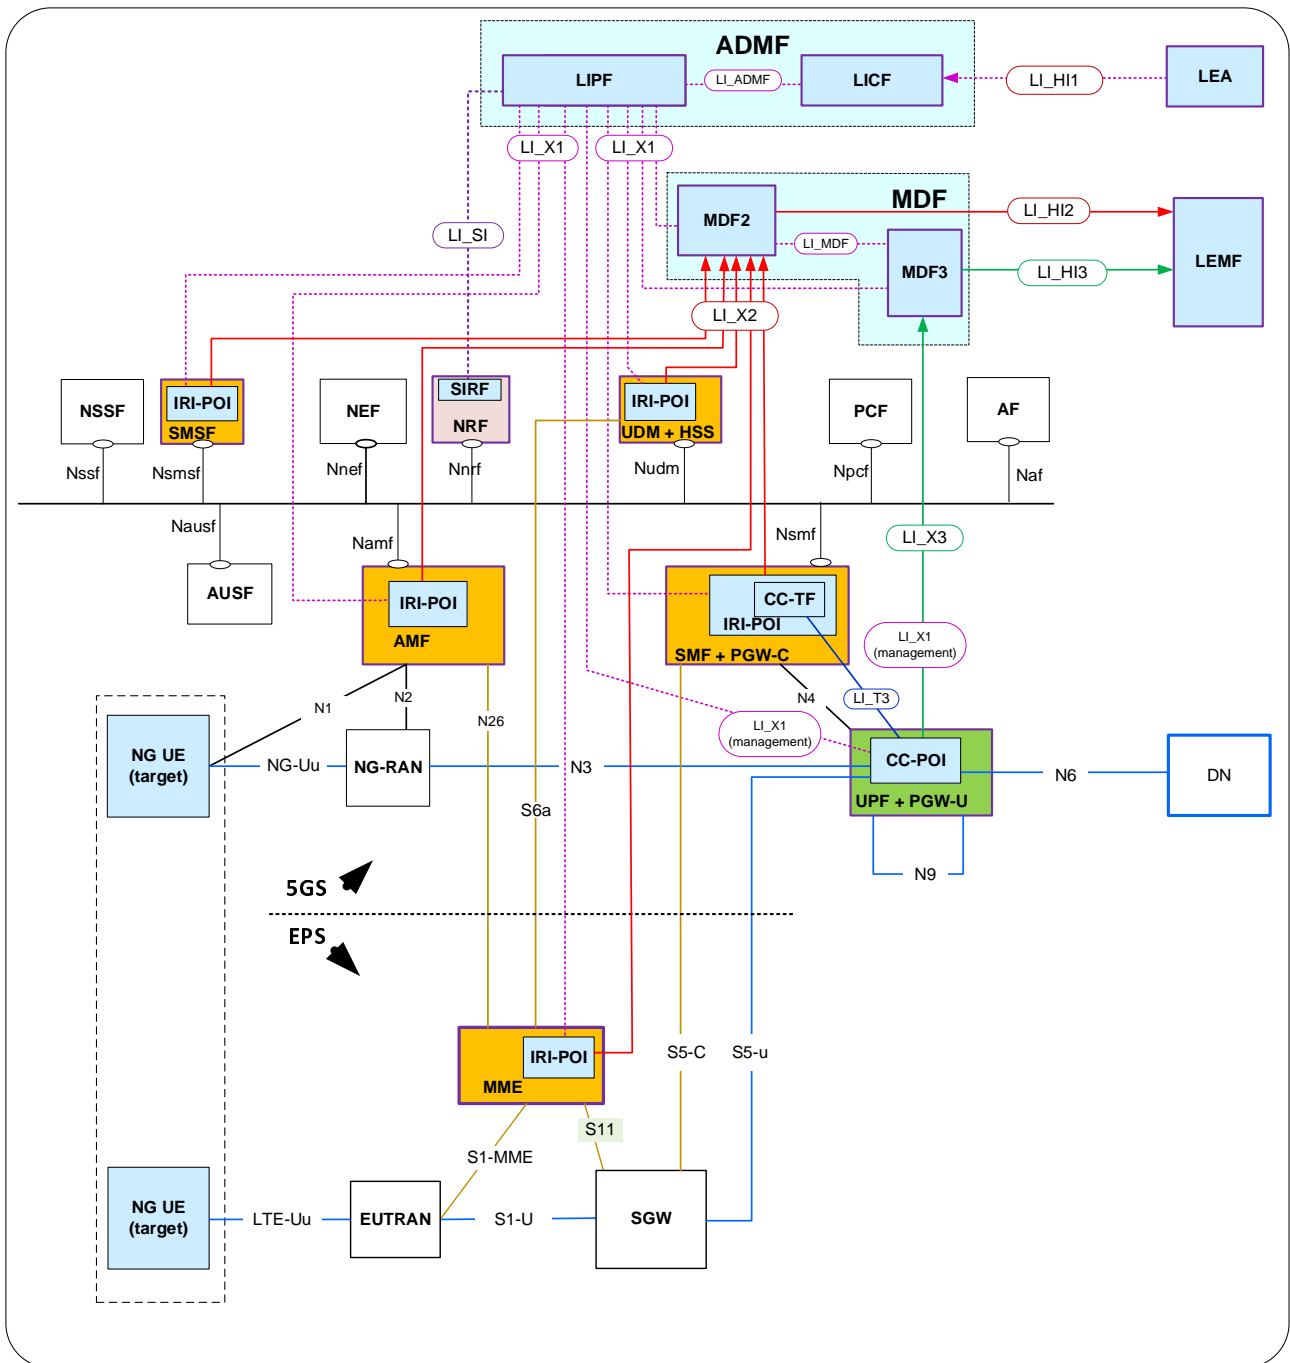 ADMF
LIPF
LI_ADMF
LICF
LI_HI1
LEA
LI_X1
LI_X1
MDF
MDF2
LI_HI2
LI_SI
LI_MDF
LEMF
MDF3
LI_HI3
LI_X2
NSSF
IRI-POI
SMSF
NEF
SIRF
NRF
IRI-POI
UDM + HSS
PCF
AF
Nssf
Nsmsf
Nnef
Nnrf
Nudm
Npcf
Naf
Nausf
Namf
Nsmf
LI_X3
AUSF
IRI-POI
AMF
CC-TF
IRI-POI
SMF + PGW-C
LI_X1
(management)
N1
N2
N26
N4
LI_T3
LI_X1
(management)
NG UE
(target)
NG-Uu
NG-RAN
N3
CC-POI
UPF + PGW-U
N6
DN
S6a
N9
5GS
EPS
IRI-POI
MME
S5-C
S5-u
S11
S1-MME
NG UE
(target)
LTE-Uu
EUTRAN
S1-U
SGW